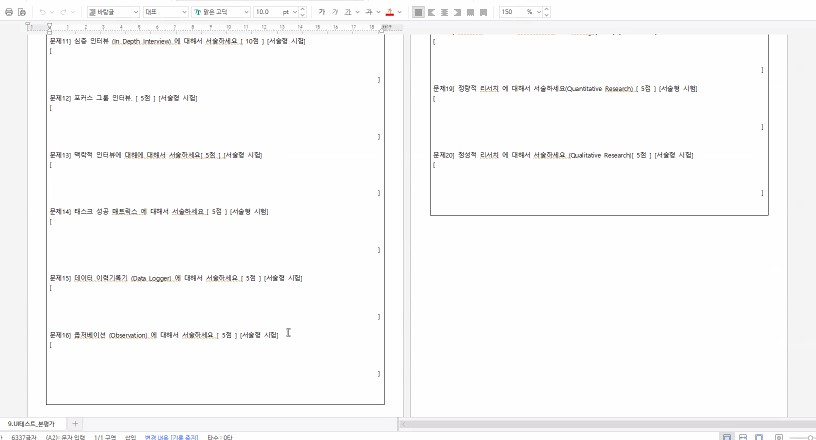 바탕글 대표 맑은 고딕 10.0 pt 가 가 가 가 150 %
문제11] 심층 인터뷰 (In Depth Interview) 에 대해서 서술하세요 [ 10점 ] [서술형 시험]
[
]
문제12] 포커스 그룹 인터뷰. [ 5점 ] [서술형 시험]
[
]
문제13] 맥락적 인터뷰에 대해에 대해서 서술하세요[ 5점 ] [서술형 시험]
[
]
문제14] 태스크 성공 매트릭스 에 대해서 서술하세요 [ 5점 ] [서술형 시험]
[
]
문제15] 데이터 이력기록기 (Data Logger) 에 대해서 서술하세요 [ 5점 ] [서술형 시험]
[
]
문제16] 옵저베이션 (Observation) 에 대해서 서술하세요 [ 5점 ] [서술형 시험]
[
]
[
]
문제19] 정량적 리서치 에 대해서 서술하세요(Quantitative Research) [ 5점 ] [서술형 시험]
[
]
문제20] 정성적 리서치 에 대해서 서술하세요 (Qualitative Research)[ 5점 ] [서술형 시험]
[
]
9.UI테스트_본평가
6337글자 (A2): 문자 입력 1/1 구역 삽입 변경 내용 [기록 중지] 타수 : 0타